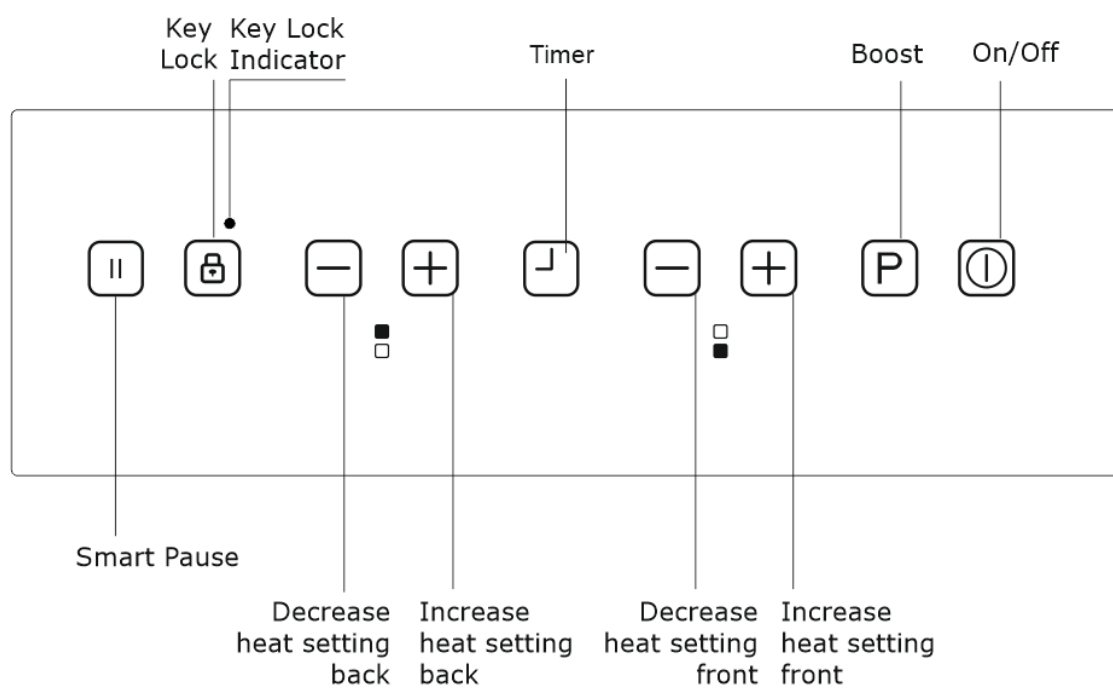 Key
Lock
Key Lock
Indicator
Timer
Boost
On/Off
P
Smart Pause
Decrease
heat setting
back
Increase
heat setting
back
Decrease
heat setting
front
Increase
heat setting
front